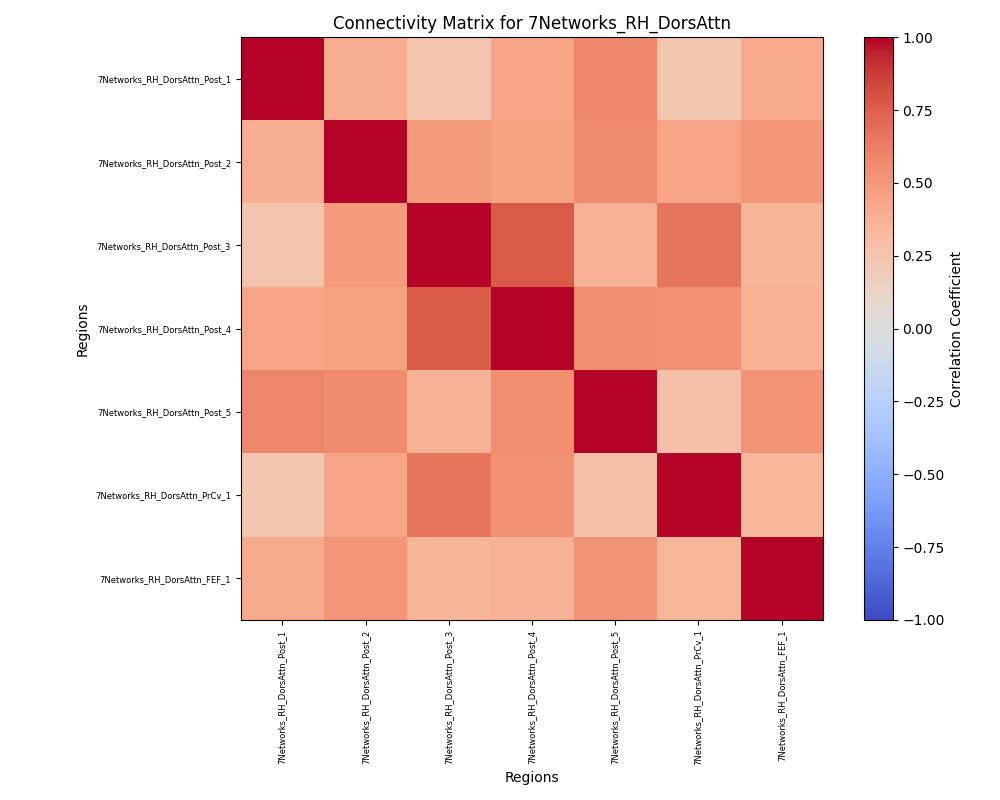 Connectivity Matrix for 7Networks_RH_DorsAttn
7Networks_RH_DorsAttn_Post_1
7Networks_RH_DorsAttn_Post_2
7Networks_RH_DorsAttn_Post_3
7Networks_RH_DorsAttn_Post_4
7Networks_RH_DorsAttn_Post_5
7Networks_RH_DorsAttn_PrCv_1
7Networks_RH_DorsAttn_FEF_1
Regions
7Networks_RH_DorsAttn_Post_1
7Networks_RH_DorsAttn_Post_2
7Networks_RH_DorsAttn_Post_3
7Networks_RH_DorsAttn_Post_4
7Networks_RH_DorsAttn_Post_5
7Networks_RH_DorsAttn_PrCv_1
7Networks_RH_DorsAttn_FEF_1
Regions
1.00
0.75
0.50
0.25
0.00
−0.25
−0.50
−0.75
−1.00
Correlation Coefficient